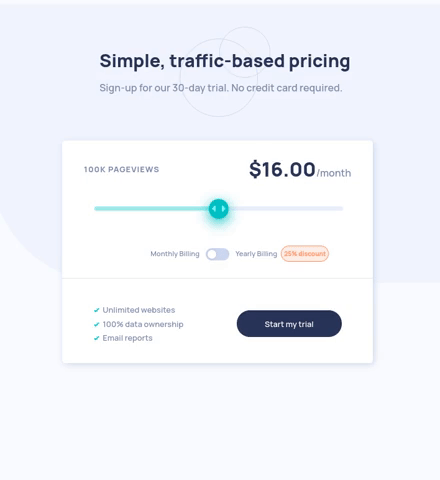 Simple, traffic-based pricing
Sign-up for our 30-day trial. No credit card required.
100K PAGEVIEWS
$16.00/month
Monthly Billing
Yearly Billing
25% discount
Unlimited websites
100% data ownership
Email reports
Start my trial